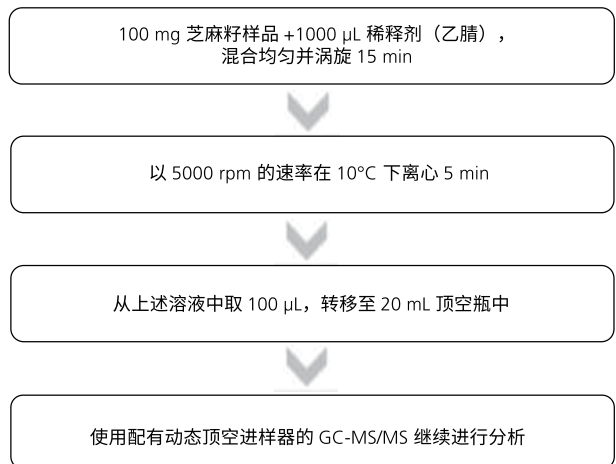 100 mg 芝麻籽样品 +1000 µL 稀释剂（乙腈），
混合均匀并涡旋 15 min
以 5000 rpm 的速率在 10°C 下离心 5 min
从上述溶液中取 100 µL，转移至 20 mL 顶空瓶中
使用配有动态顶空进样器的 GC-MS/MS 继续进行分析